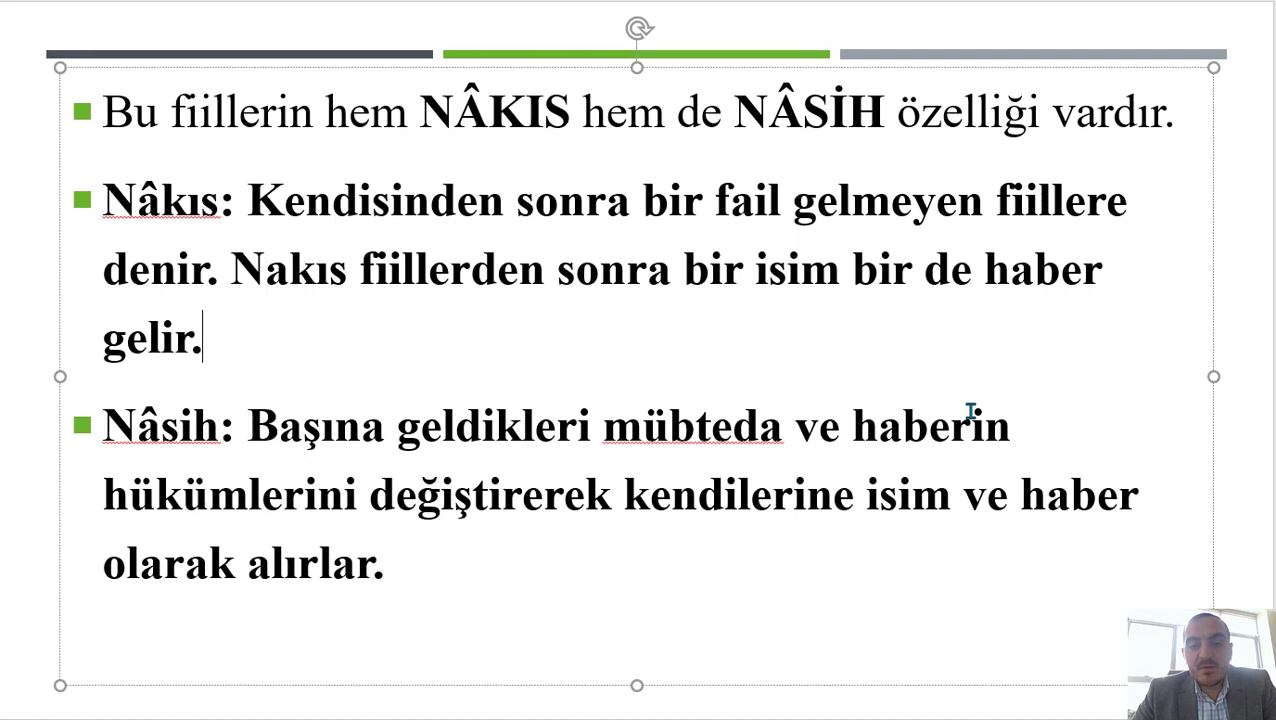 Bu fiillerin hem NÂKIS hem de NÂSİH özelliği vardır.
Nâkıs: Kendisinden sonra bir fail gelmeyen fiillere
denir. Nakıs fiillerden sonra bir isim bir de haber
gelir.
Nâsih: Başına geldikleri mübteda ve haberin
hükümlerini değiştirerek kendilerine isim ve haber
olarak alırlar.